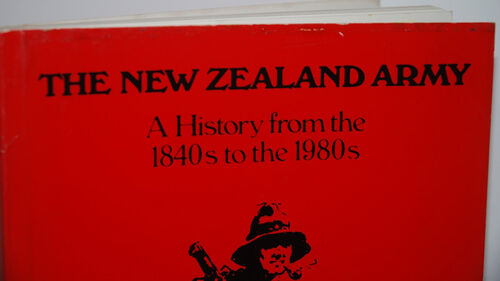 THE NEW ZEALAND ARMY
A History from the
1840s to the 1980s